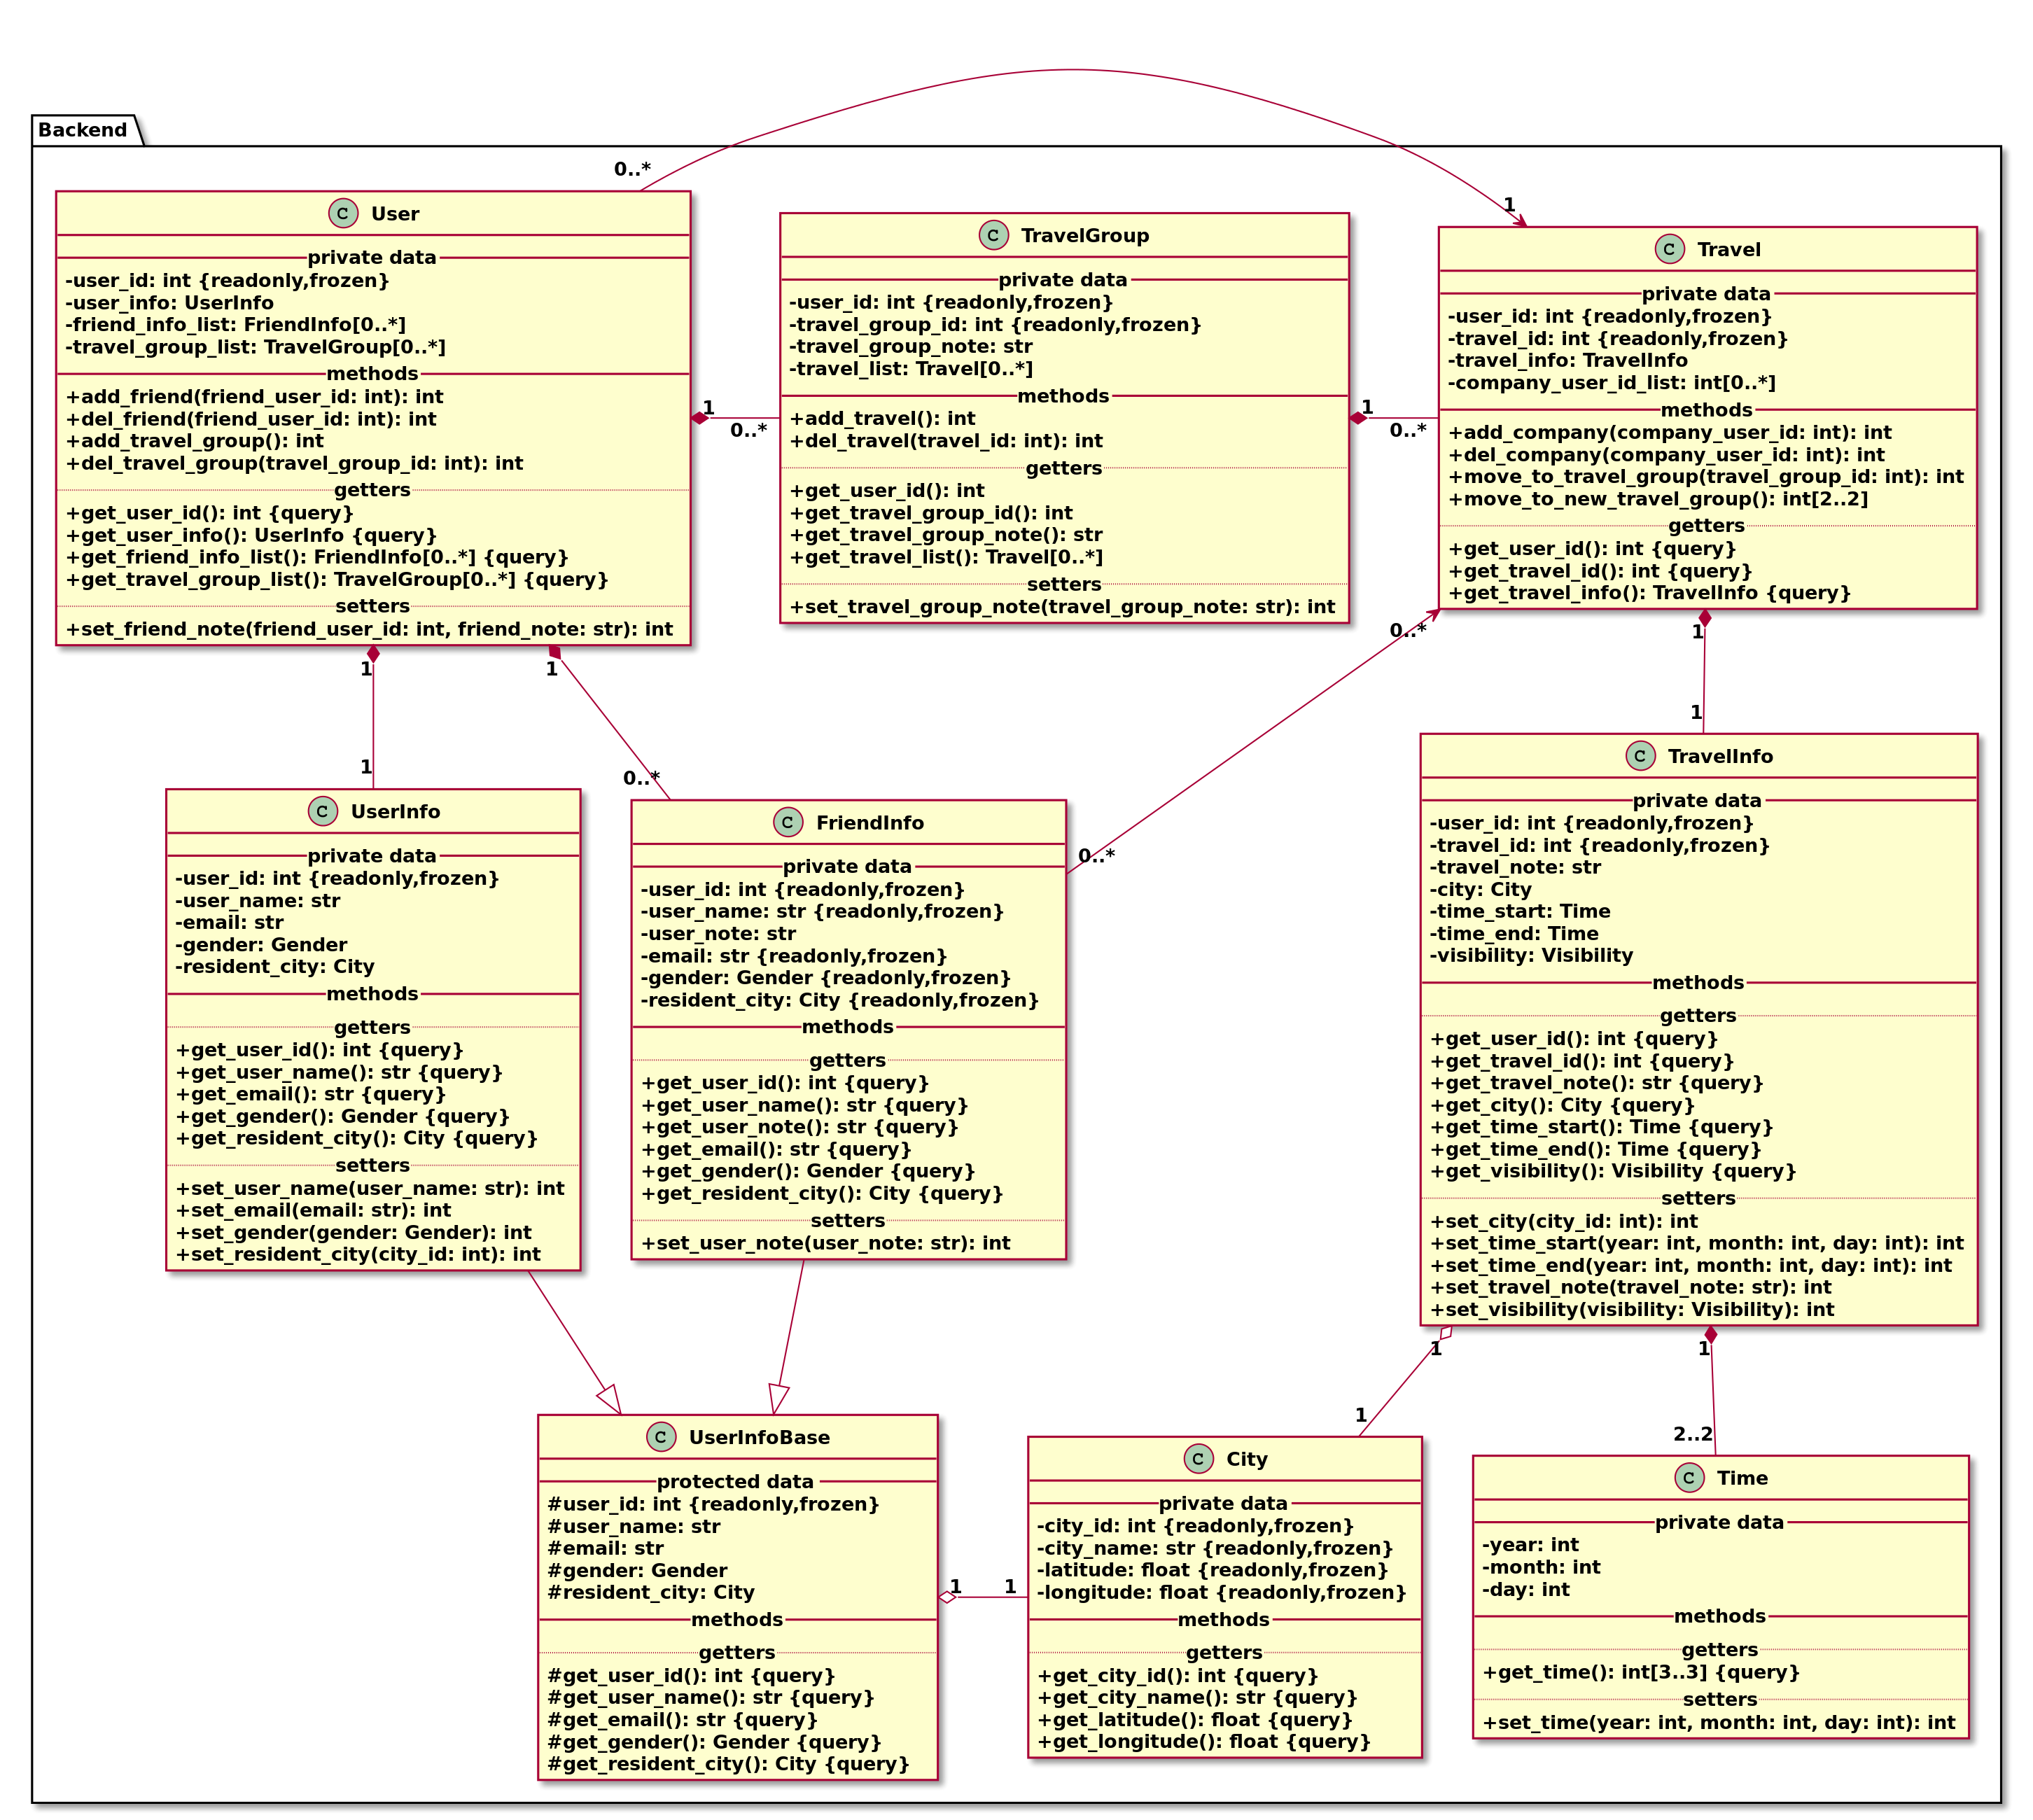 Backend
0..*
1
C User
private data
-user_id: int {readonly,frozen}
-user_info: UserInfo
-friend_info_list: FriendInfo[0..*]
-travel_group_list: TravelGroup[0..*]
methods
+add_friend(friend_user_id: int): int
+del_friend(friend_user_id: int): int
+add_travel_group(): int
+del_travel_group(travel_group_id: int): int
getters
+get_user_id(): int {query}
+get_user_info(): UserInfo {query}
+get_friend_info_list(): FriendInfo[0..*] {query}
+get_travel_group_list(): TravelGroup[0..*] {query}
setters
+set_friend_note(friend_user_id: int, friend_note: str): int
1
0..*
C TravelGroup
private data
-user_id: int {readonly,frozen}
-travel_group_id: int {readonly,frozen}
-travel_group_note: str
-travel_list: Travel[0..*]
methods
+add_travel(): int
+del_travel(travel_id: int): int
getters
+get_user_id(): int
+get_travel_group_id(): int
+get_travel_group_note(): str
+get_travel_list(): Travel[0..*]
setters
+set_travel_group_note(travel_group_note: str): int
1
0..*
C Travel
private data
-user_id: int {readonly,frozen}
-travel_id: int {readonly,frozen}
-travel_info: TravelInfo
-company_user_id_list: int[0..*]
methods
+add_company(company_user_id: int): int
+del_company(company_user_id: int): int
+move_to_travel_group(travel_group_id: int): int
+move_to_new_travel_group(): int[2..2]
getters
+get_user_id(): int {query}
+get_travel_id(): int {query}
+get_travel_info(): TravelInfo {query}
1
1
1
0..*
0..*
0..*
1
1
C UserInfo
private data
-user_id: int {readonly,frozen}
-user_name: str
-email: str
-gender: Gender
-resident_city: City
methods
getters
+get_user_id(): int {query}
+get_user_name(): str {query}
+get_email(): str {query}
+get_gender(): Gender {query}
+get_resident_city(): City {query}
setters
+set_user_name(user_name: str): int
+set_email(email: str): int
+set_gender(gender: Gender): int
+set_resident_city(city_id: int): int
C FriendInfo
private data
-user_id: int {readonly,frozen}
-user_name: str {readonly,frozen}
-user_note: str
-email: str {readonly,frozen}
-gender: Gender {readonly,frozen}
-resident_city: City {readonly,frozen}
methods
getters
+get_user_id(): int {query}
+get_user_name(): str {query}
+get_user_note(): str {query}
+get_email(): str {query}
+get_gender(): Gender {query}
+get_resident_city(): City {query}
setters
+set_user_note(user_note: str): int
C TravelInfo
private data
-user_id: int {readonly,frozen}
-travel_id: int {readonly,frozen}
-travel_note: str
-city: City
-time_start: Time
-time_end: Time
-visibility: Visibility
methods
getters
+get_user_id(): int {query}
+get_travel_id(): int {query}
+get_travel_note(): str {query}
+get_city(): City {query}
+get_time_start(): Time {query}
+get_time_end(): Time {query}
+get_visibility(): Visibility {query}
setters
+set_city(city_id: int): int
+set_time_start(year: int, month: int, day: int): int
+set_time_end(year: int, month: int, day: int): int
+set_travel_note(travel_note: str): int
+set_visibility(visibility: Visibility): int
1
1
1
2..2
C UserInfoBase
protected data
#user_id: int {readonly,frozen}
#user_name: str
#email: str
#gender: Gender
#resident_city: City
methods
getters
#get_user_id(): int {query}
#get_user_name(): str {query}
#get_email(): str {query}
#get_gender(): Gender {query}
#get_resident_city(): City {query}
1
1
C City
private data
-city_id: int {readonly,frozen}
-city_name: str {readonly,frozen}
-latitude: float {readonly,frozen}
-longitude: float {readonly,frozen}
methods
getters
+get_city_id(): int {query}
+get_city_name(): str {query}
+get_latitude(): float {query}
+get_longitude(): float {query}
C Time
private data
-year: int
-month: int
-day: int
methods
getters
+get_time(): int[3..3] {query}
setters
+set_time(year: int, month: int, day: int): int